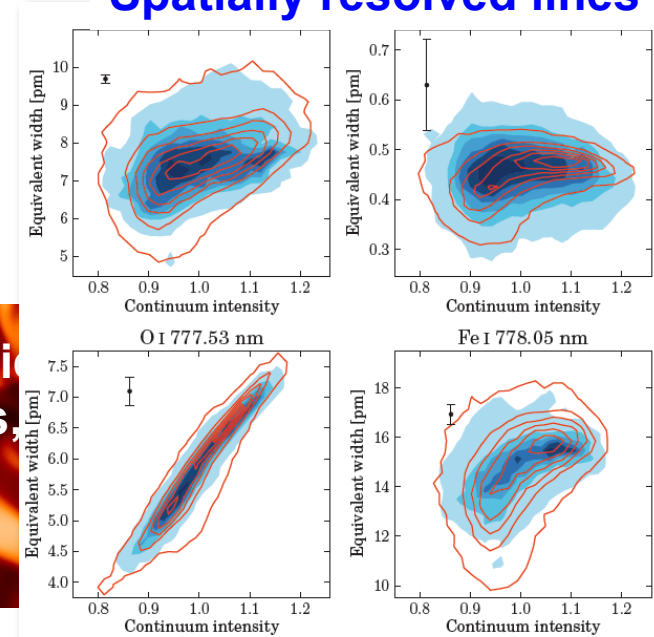 Spatially resolved lines
Equivalent width [pm]
10
9
8
7
6
5
0.8 0.9 1.0 1.1 1.2
Continuum intensity
Equivalent width [pm]
0.7
0.6
0.5
0.4
0.3
0.8 0.9 1.0 1.1 1.2
Continuum intensity
O I 777.53 nm
Equivalent width [pm]
7.5
7.0
6.5
6.0
5.5
5.0
4.5
4.0
0.8 0.9 1.0 1.1 1.2
Continuum intensity
Fe I 778.05 nm
Equivalent width [pm]
18
16
14
12
10
0.8 0.9 1.0 1.1 1.2
Continuum intensity